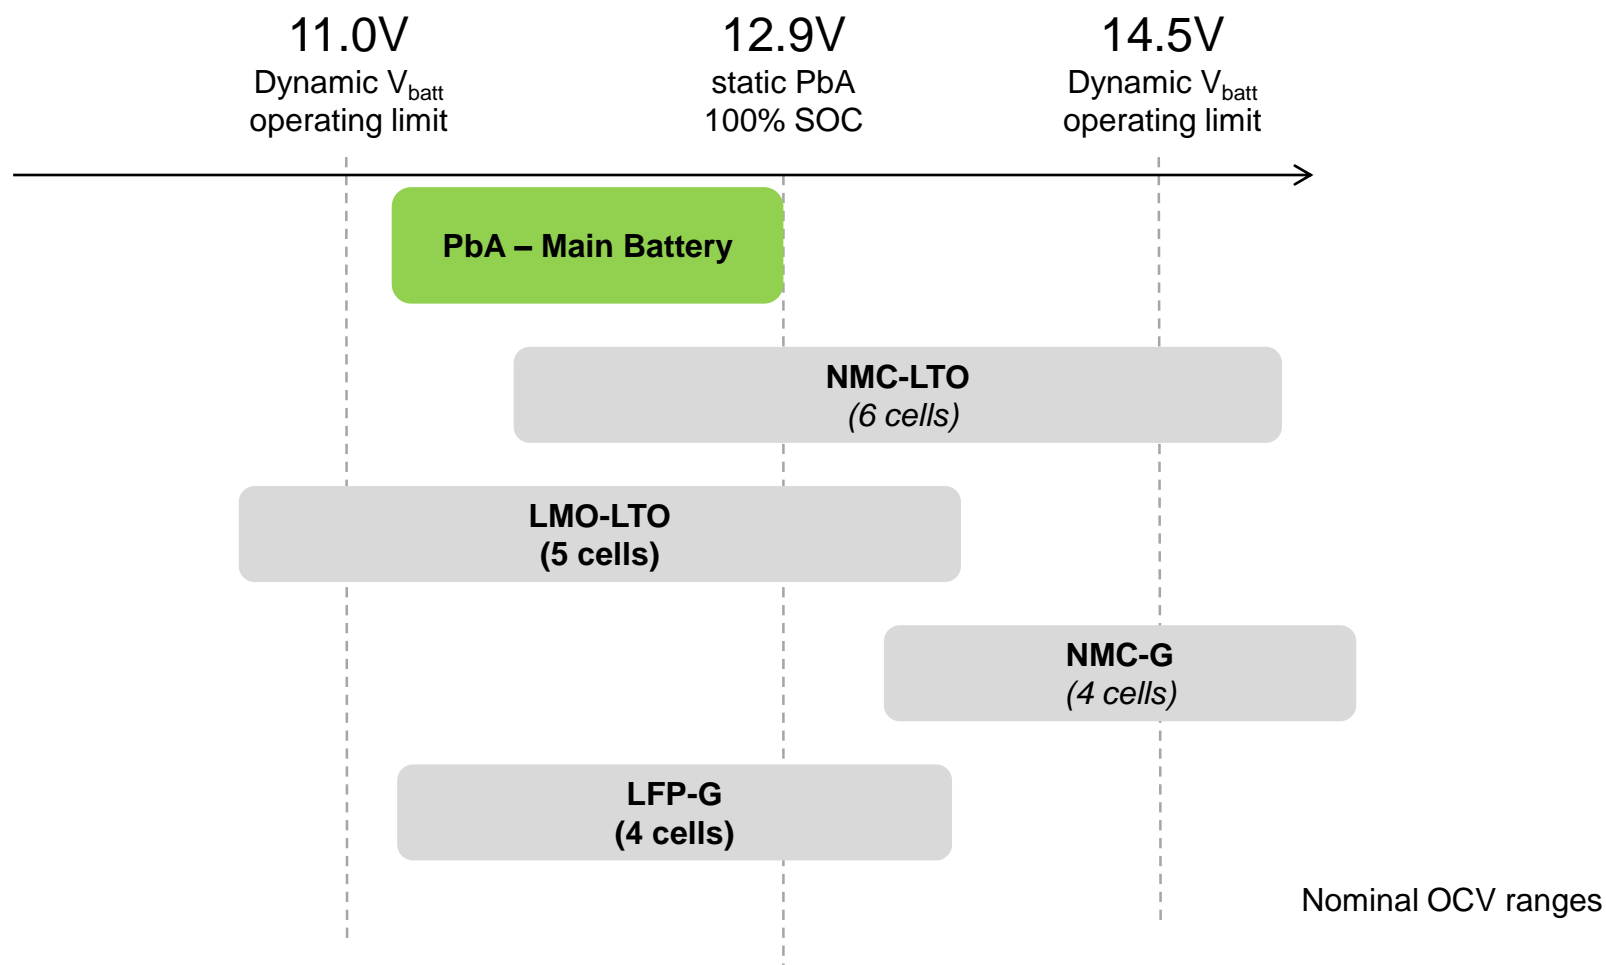 11.0V
Dynamic Vbatt
operating limit
12.9V
static PbA
100% SOC
14.5V
Dynamic Vbatt
operating limit
PbA – Main Battery
NMC-LTO
(6 cells)
LMO-LTO
(5 cells)
NMC-G
(4 cells)
LFP-G
(4 cells)
Nominal OCV ranges